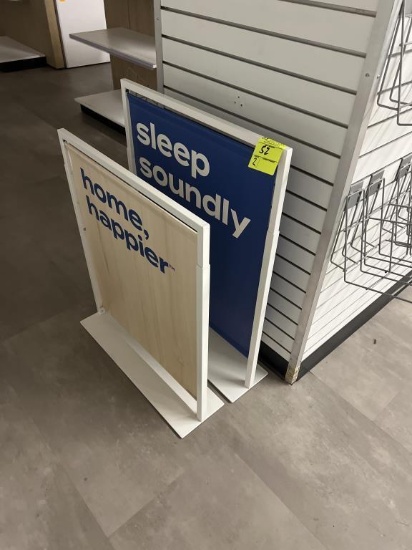 sleep
soundly
home,
happier